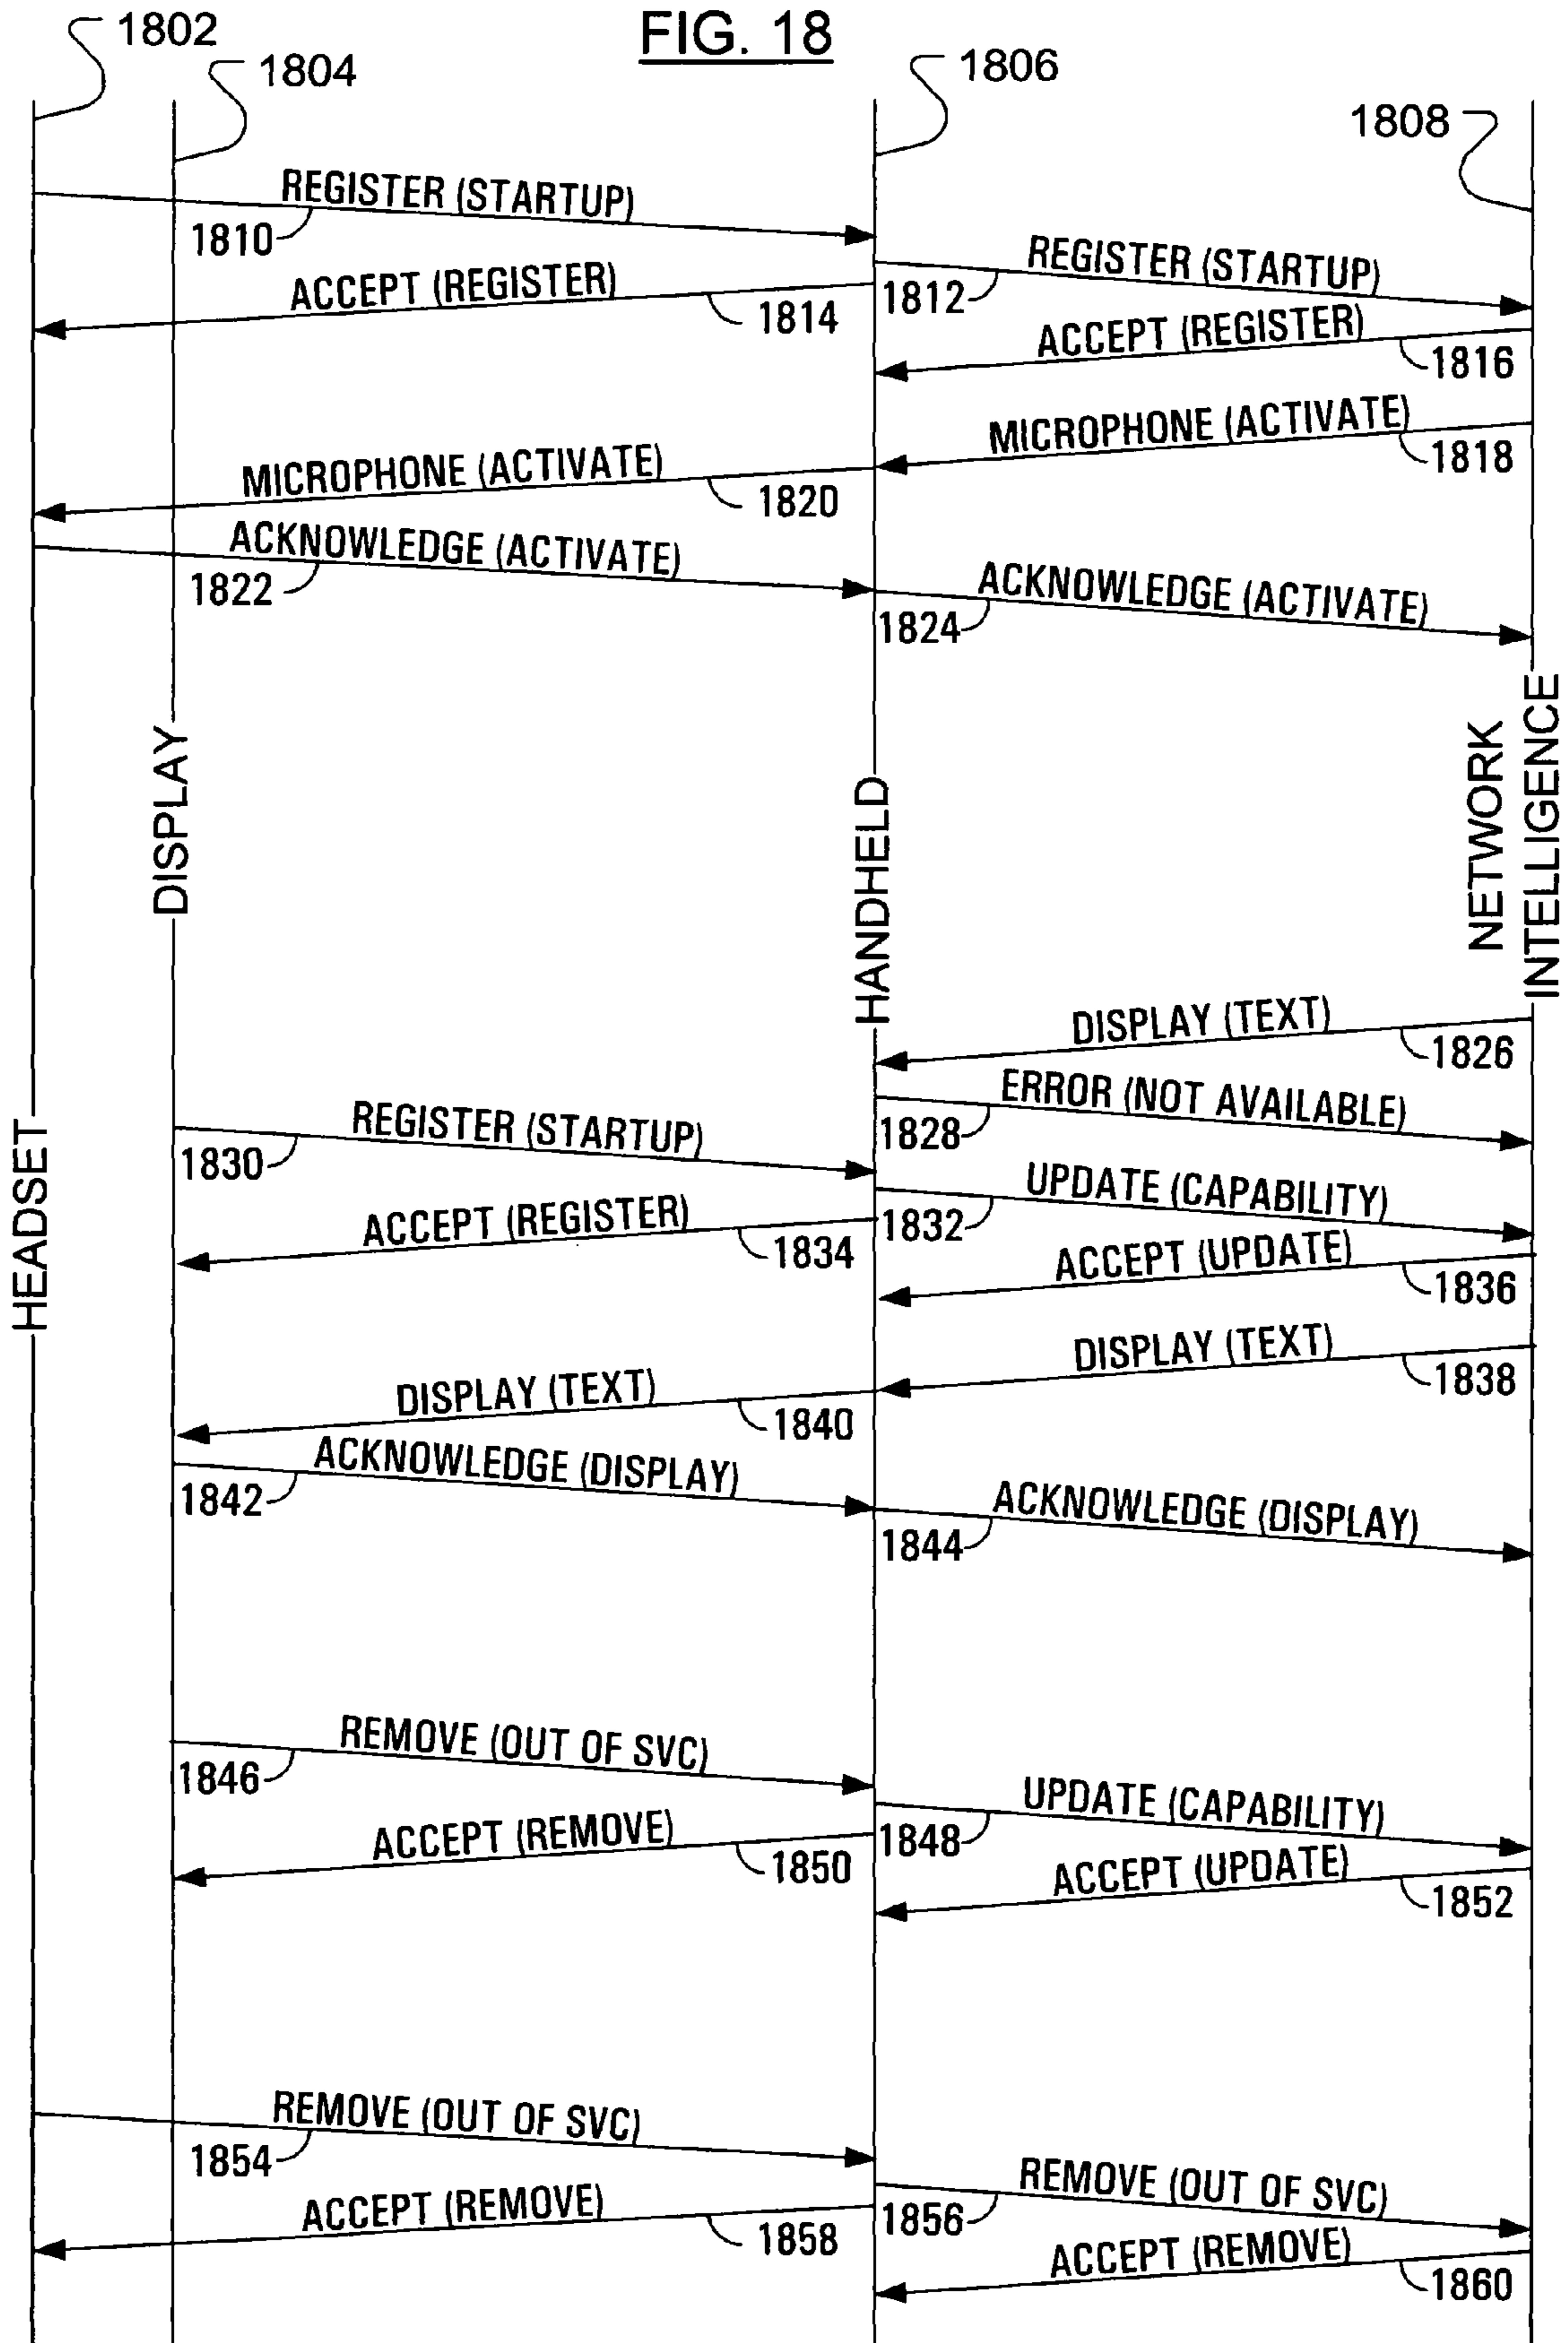 FIG. 18
1802
1804
1806
1808
REGISTER (STARTUP)
1810
REGISTER (STARTUP)
1812
ACCEPT (REGISTER)
1814
ACCEPT (REGISTER)
1816
MICROPHONE (ACTIVATE)
1818
MICROPHONE (ACTIVATE)
1820
ACKNOWLEDGE (ACTIVATE)
1822
ACKNOWLEDGE (ACTIVATE)
1824
HEADSET
DISPLAY
HANDHELD
NETWORK
INTELLIGENCE
DISPLAY (TEXT)
1826
ERROR (NOT AVAILABLE)
1828
REGISTER (STARTUP)
1830
UPDATE (CAPABILITY)
1832
ACCEPT (REGISTER)
1834
ACCEPT (UPDATE)
1836
DISPLAY (TEXT)
1838
DISPLAY (TEXT)
1840
ACKNOWLEDGE (DISPLAY)
1842
ACKNOWLEDGE (DISPLAY)
1844
REMOVE (OUT OF SVC)
1846
UPDATE (CAPABILITY)
1848
ACCEPT (REMOVE)
1850
ACCEPT (UPDATE)
1852
REMOVE (OUT OF SVC)
1854
REMOVE (OUT OF SVC)
1856
ACCEPT (REMOVE)
1858
ACCEPT (REMOVE)
1860